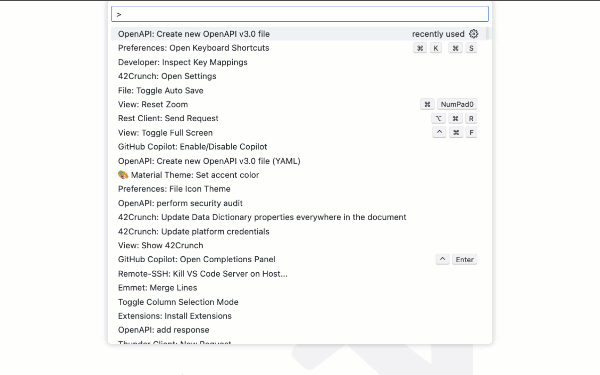 >
OpenAPI: Create new OpenAPI v3.0 file recently used
Preferences: Open Keyboard Shortcuts ⌘ K ⌘ S
Developer: Inspect Key Mappings
42Crunch: Open Settings
File: Toggle Auto Save
View: Reset Zoom ⌘ NumPad0
Rest Client: Send Request ⌥ ⌘ R
View: Toggle Full Screen ^ ⌘ F
GitHub Copilot: Enable/Disable Copilot
OpenAPI: Create new OpenAPI v3.0 file (YAML)
🎨 Material Theme: Set accent color
Preferences: File Icon Theme
OpenAPI: perform security audit
42Crunch: Update Data Dictionary properties everywhere in the document
42Crunch: Update platform credentials
View: Show 42Crunch
GitHub Copilot: Open Completions Panel ^ Enter
Remote-SSH: Kill VS Code Server on Host...
Emmet: Merge Lines
Toggle Column Selection Mode
Extensions: Install Extensions
OpenAPI: add response
Thunder Client: New Request